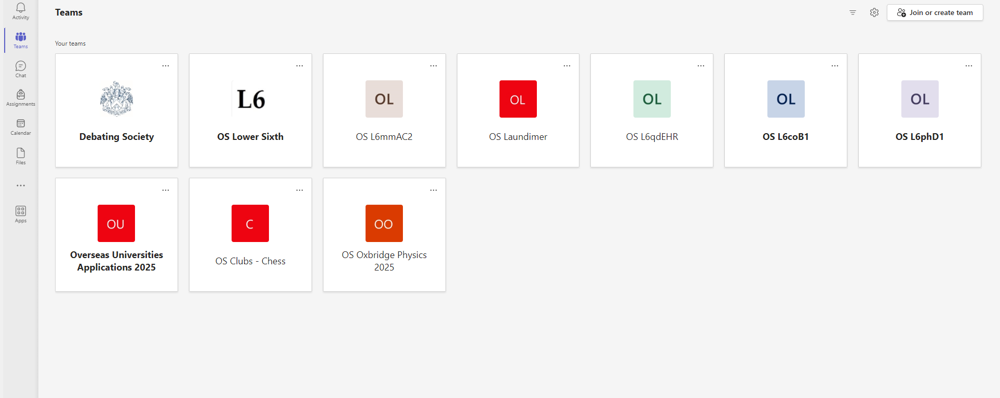 Activity
Teams
Chat
Assignments
Calendar
Files
Apps
Teams
Join or create team
Your teams
Debating Society
L6
OS Lower Sixth
OL
OS L6mmAC2
OL
OS Laundimer
OL
OS L6qdEHR
OL
OS L6coB1
OL
OS L6phD1
OU
Overseas Universities
Applications 2025
C
OS Clubs - Chess
OO
OS Oxbridge Physics
2025